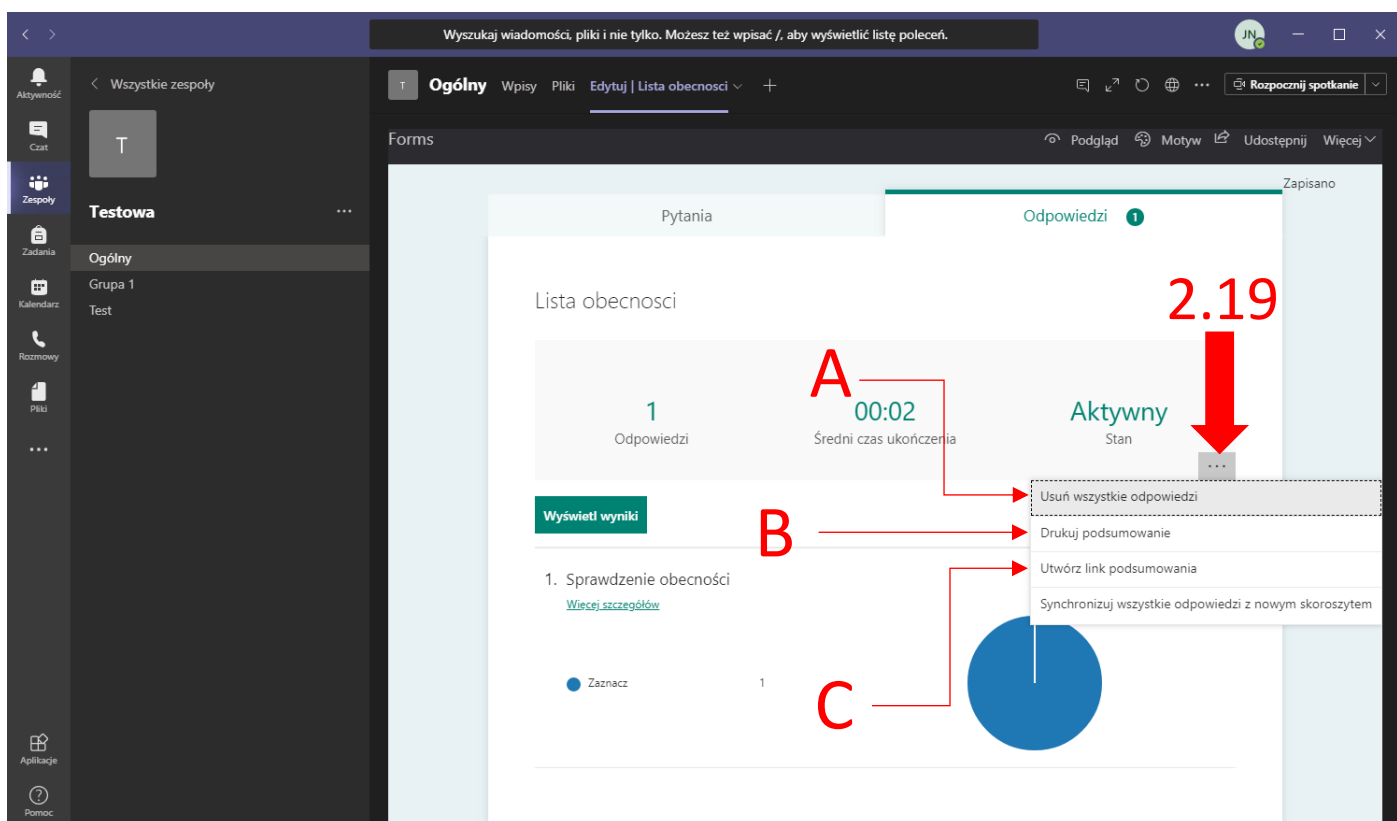 Wyszukaj wiadomości, pliki i nie tylko. Możesz też wpisać /, aby wyświetlić listę poleceń.
JN
Aktywność
Czat
Zespoły
Zadania
Kalendarz
Rozmowy
Pliki
Aplikacje
Pomoc
Wszystkie zespoły
T
Testowa
Ogólny
Grupa 1
Test
T Ogólny Wpisy Pliki Edytuj | Lista obecnosci
Rozpocznij spotkanie
Forms
Podgląd Motyw Udostępnij Więcej
Zapisano
Pytania
Odpowiedzi 1
Lista obecnosci
2.19
A
1
Odpowiedzi
00:02
Średni czas ukończenia
Aktywny
Stan
Usuń wszystkie odpowiedzi
Drukuj podsumowanie
Utwórz link podsumowania
Synchronizuj wszystkie odpowiedzi z nowym skoroszytem
Wyświetl wyniki
B
1. Sprawdzenie obecności
Więcej szczegółów
Zaznacz 1
C